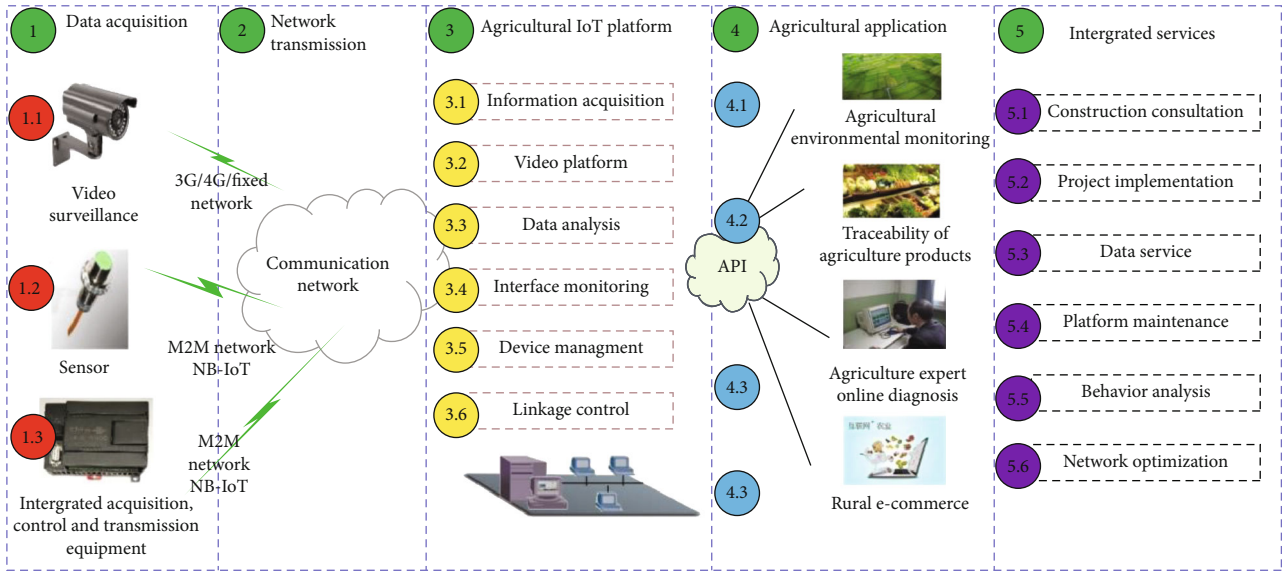 1
Data acquisition
1.1
Video
surveillance
1.2
Sensor
1.3
Intergrated acquisition,
control and transmission
equipment
2
Network
transmission
3G/4G/fixed
network
Communication
network
M2M network
NB-IoT
M2M
network
NB-IoT
3
Agricultural IoT platform
3.1
Information acquisition
3.2
Video platform
3.3
Data analysis
3.4
Interface monitoring
3.5
Device managment
3.6
Linkage control
4
Agricultural application
4.1
Agricultural
environmental monitoring
4.2
Traceability of
agriculture products
API
Agriculture expert
online diagnosis
4.3
互联网+农业
4.3
Rural e-commerce
5
Intergrated services
5.1
Construction consultation
5.2
Project implementation
5.3
Data service
5.4
Platform maintenance
5.5
Behavior analysis
5.6
Network optimization